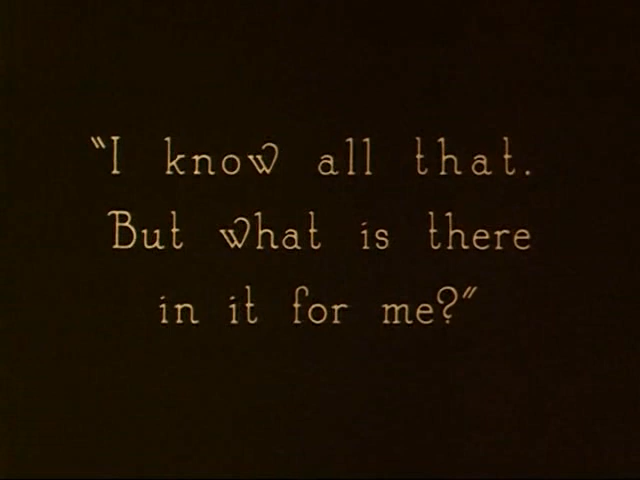 "I know all that.
But what is there
in it for me?"